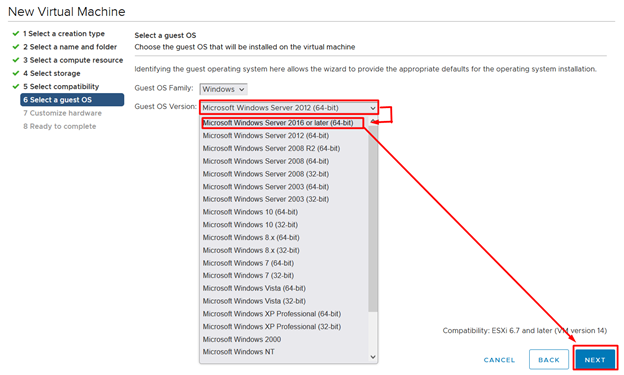 New Virtual Machine
1 Select a creation type
2 Select a name and folder
3 Select a compute resource
4 Select storage
5 Select compatibility
6 Select a guest OS
7 Customize hardware
8 Ready to complete
Select a guest OS
Choose the guest OS that will be installed on the virtual machine
Identifying the guest operating system here allows the wizard to provide the appropriate defaults for the operating system installation.
Guest OS Family: Windows
Guest OS Version: Microsoft Windows Server 2012 (64-bit)
Microsoft Windows Server 2016 or later (64-bit)
Microsoft Windows Server 2012 (64-bit)
Microsoft Windows Server 2008 R2 (64-bit)
Microsoft Windows Server 2008 (64-bit)
Microsoft Windows Server 2008 (32-bit)
Microsoft Windows Server 2003 (64-bit)
Microsoft Windows Server 2003 (32-bit)
Microsoft Windows 10 (64-bit)
Microsoft Windows 10 (32-bit)
Microsoft Windows 8.x (64-bit)
Microsoft Windows 8.x (32-bit)
Microsoft Windows 7 (64-bit)
Microsoft Windows 7 (32-bit)
Microsoft Windows Vista (64-bit)
Microsoft Windows Vista (32-bit)
Microsoft Windows XP Professional (64-bit)
Microsoft Windows XP Professional (32-bit)
Microsoft Windows 2000
Microsoft Windows NT
Compatibility: ESXi 6.7 and later (VM version 14)
CANCEL BACK NEXT